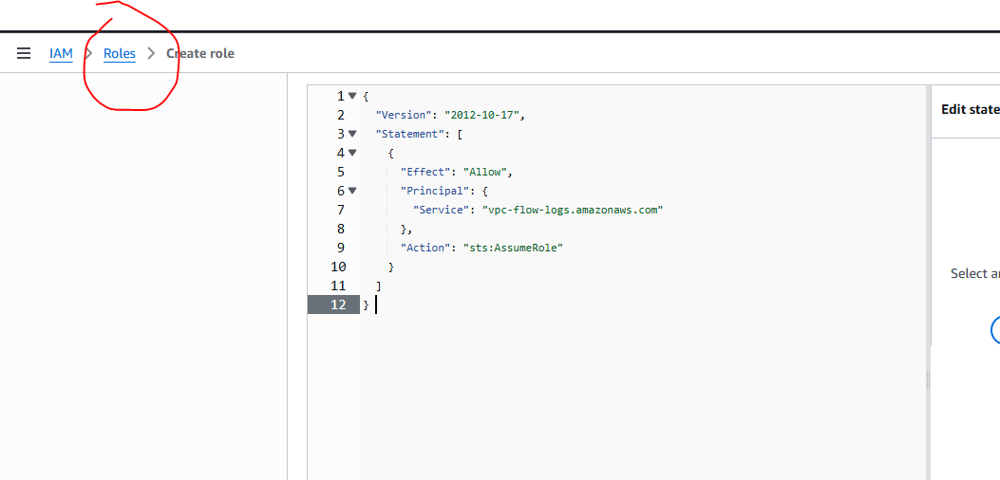 IAM > Roles > Create role
1 {
2 "Version": "2012-10-17",
3 "Statement": [
4 {
5 "Effect": "Allow",
6 "Principal": {
7 "Service": "vpc-flow-logs.amazonaws.com"
8 },
9 "Action": "sts:AssumeRole"
10 }
11 ]
12 }
Edit state
Select